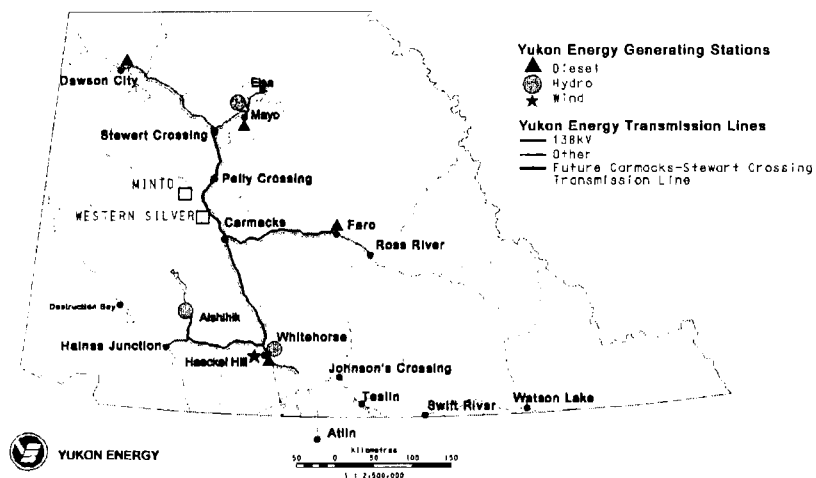 Yukon Energy Generating Stations
Diesel
Hydro
Wind
Yukon Energy Transmission Lines
138kV
Other
Future Carmacks-Stewart Crossing
Transmission Line
Dawson City
Elsa
Mayo
Stewart Crossing
Pelly Crossing
MINTO
WESTERN SILVER
Carmacks
Faro
Ross River
Destruction Bay
Aishihik
Haines Junction
Whitehorse
Haeckel Hill
Johnson's Crossing
Teslin
Swift River
Watson Lake
Atlin
YUKON ENERGY
kilometres
50 0 50 100 150
1 : 2,500,000